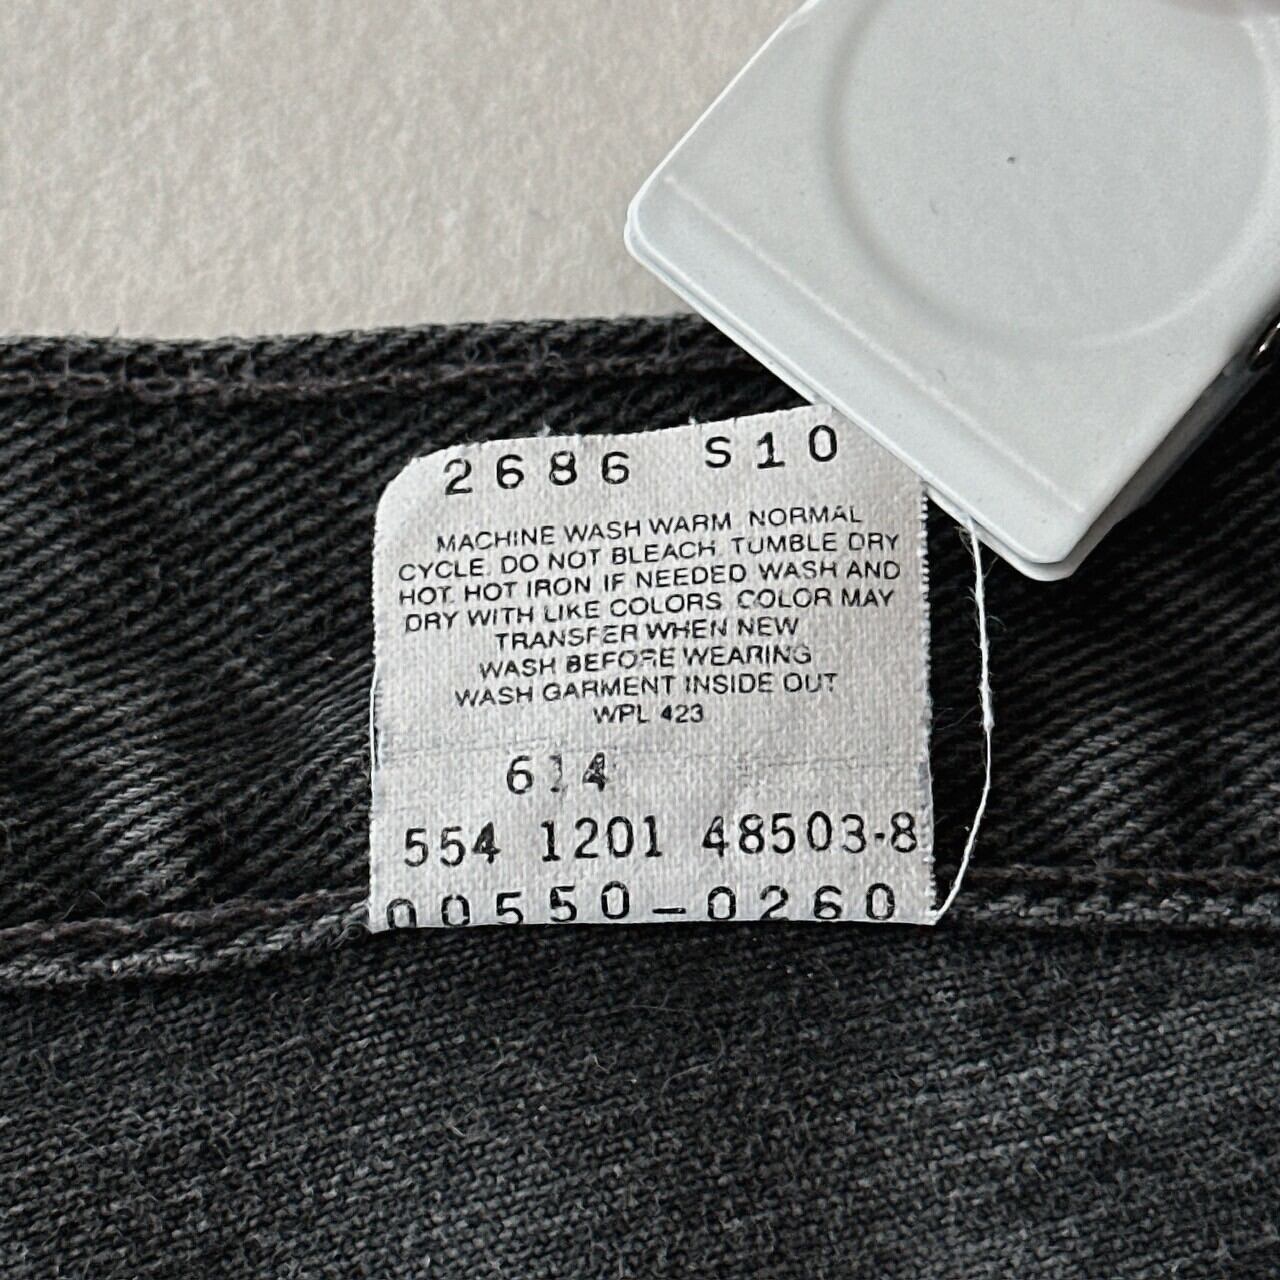 2686 S10
MACHINE WASH WARM NORMAL
CYCLE DO NOT BLEACH TUMBLE DRY
HOT HOT IRON IF NEEDED WASH AND
DRY WITH LIKE COLORS COLOR MAY
TRANSFER WHEN NEW
WASH BEFORE WEARING
WASH GARMENT INSIDE OUT
WPL 423
614
554 1201 48503-8
00550-0260